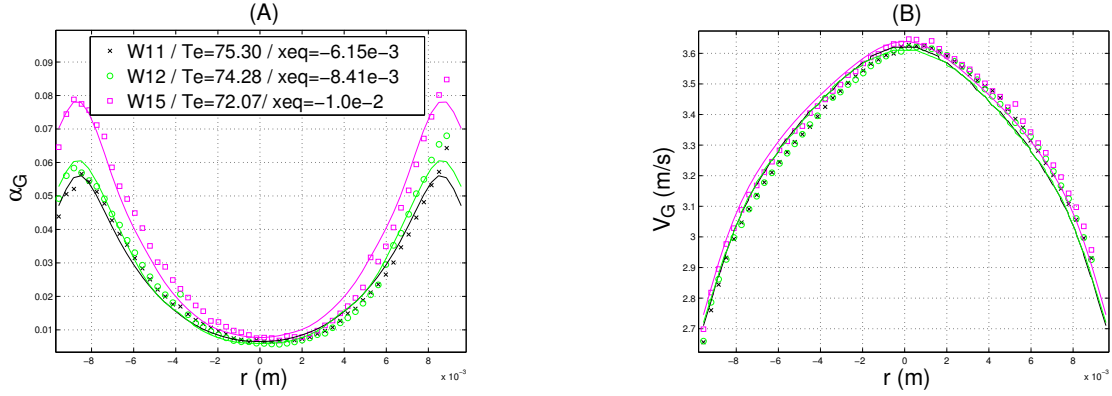 (A)
0.09
0.08
0.07
0.06
0.05
0.04
0.03
0.02
0.01
α_G
W11 / Te=75.30 / xeq=−6.15e−3
W12 / Te=74.28 / xeq=−8.41e−3
W15 / Te=72.07/ xeq=−1.0e−2
−8 −6 −4 −2 0 2 4 6 8
x 10⁻³
r (m)
(B)
3.6
3.5
3.4
3.3
3.2
3.1
3
2.9
2.8
2.7
V_G (m/s)
−8 −6 −4 −2 0 2 4 6 8
x 10⁻³
r (m)